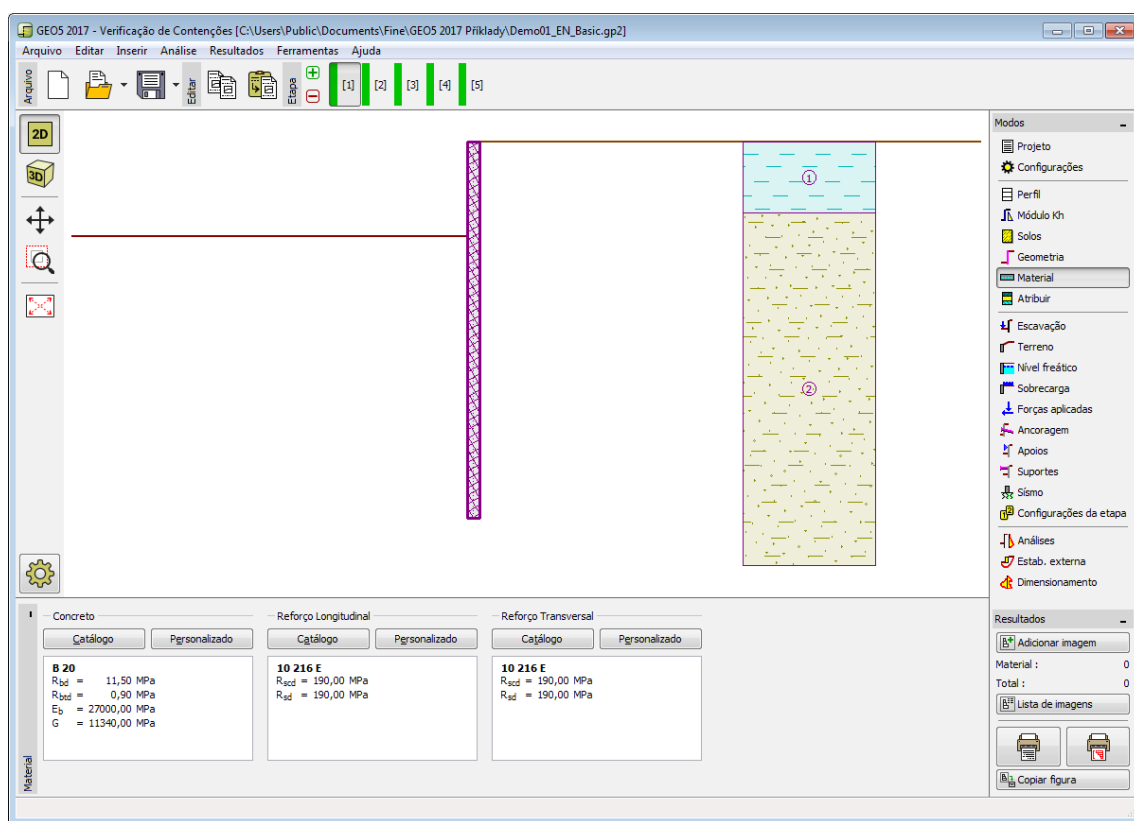 GEO5 2017 - Verificação de Contenções [C:\Users\Public\Documents\Fine\GEO5 2017 Příklady\Demo01_EN_Basic.gp2]
Arquivo Editar Inserir Análise Resultados Ferramentas Ajuda
Arquivo
Editar
Etapa
[1] [2] [3] [4] [5]
2D
3D
1
2
Modos
Projeto
Configurações
Perfil
Módulo Kh
Solos
Geometria
Material
Atribuir
Escavação
Terreno
Nível freático
Sobrecarga
Forças aplicadas
Ancoragem
Apoios
Suportes
Sísmo
Configurações da etapa
Análises
Estab. externa
Dimensionamento
Resultados
Adicionar imagem
Material : 0
Total : 0
Lista de imagens
Copiar figura
Material
Concreto
Catálogo Personalizado
B 20
Rbd = 11,50 MPa
Rbtd = 0,90 MPa
Eb = 27000,00 MPa
G = 11340,00 MPa
Reforço Longitudinal
Catálogo Personalizado
10 216 E
Rscd = 190,00 MPa
Rsd = 190,00 MPa
Reforço Transversal
Catálogo Personalizado
10 216 E
Rscd = 190,00 MPa
Rsd = 190,00 MPa